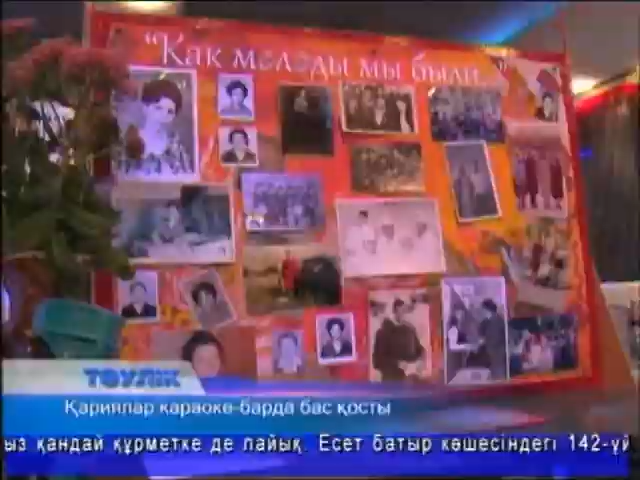 "Как молоды мы были..."
ТӘУЛІК
Қариялар караоке-барда бас қосты
ыз қандай құрметке де лайық. Есет батыр көшесіндегі 142-үй